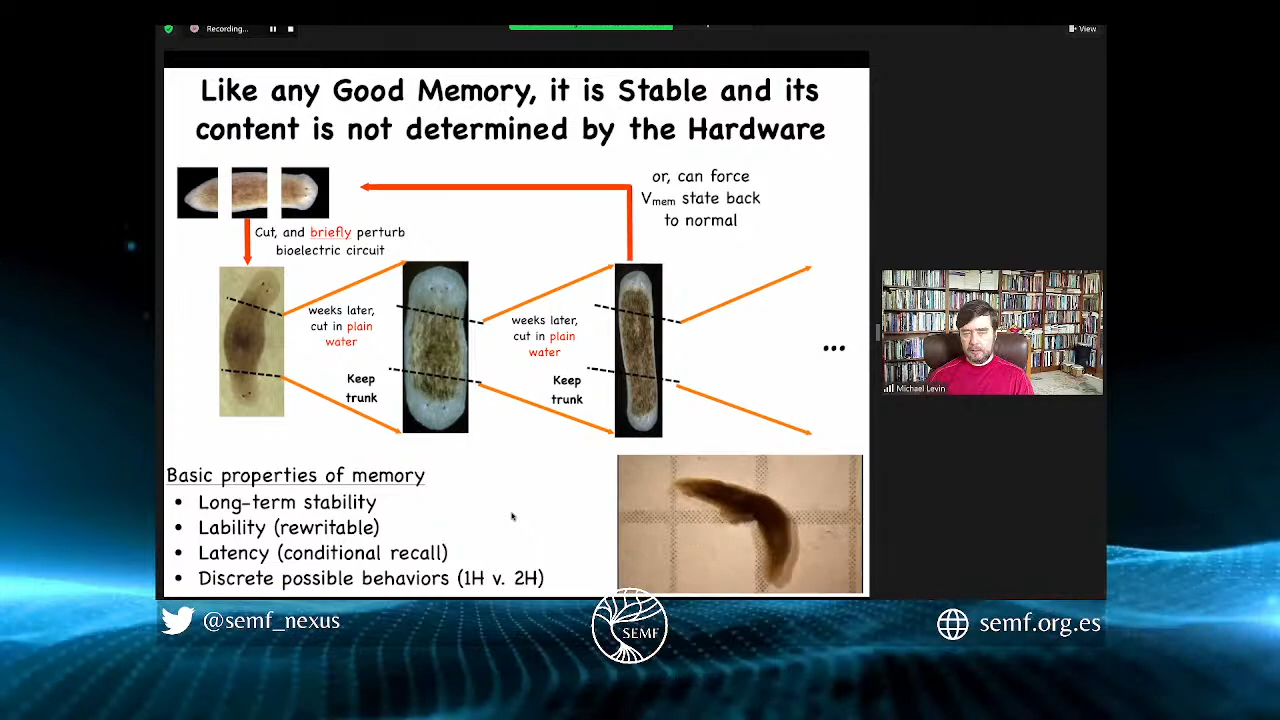 Recording...
View
Like any Good Memory, it is Stable and its
content is not determined by the Hardware
or, can force
Vmem state back
to normal
Cut, and briefly perturb
bioelectric circuit
weeks later,
cut in plain
water
Keep
trunk
weeks later,
cut in plain
water
Keep
trunk
...
Michael Levin
Basic properties of memory
• Long-term stability
• Lability (rewritable)
• Latency (conditional recall)
• Discrete possible behaviors (1H v. 2H)
@semf_nexus
SEMF
semf.org.es